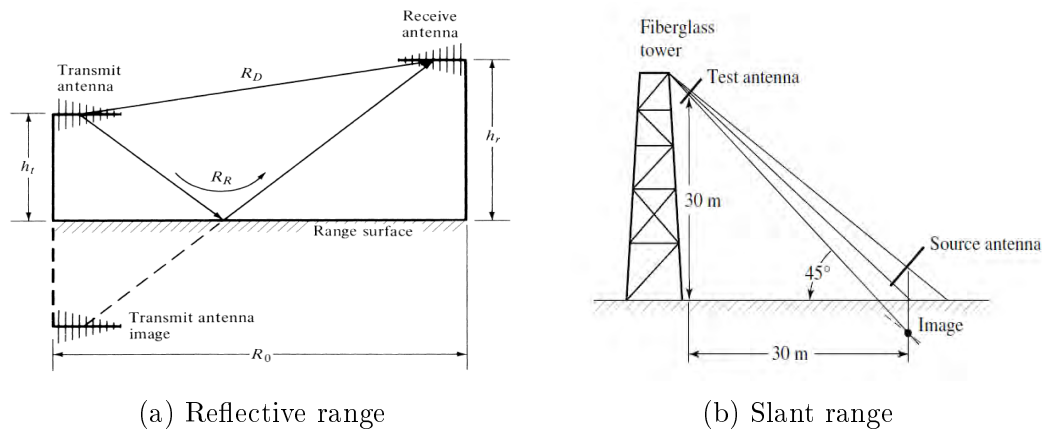 Receive
antenna
Transmit
antenna
R_D
h_t
h_r
R_R
Range surface
Transmit antenna
image
R_0
(a) Reflective range
Fiberglass
tower
Test antenna
30 m
Source antenna
45°
Image
30 m
(b) Slant range